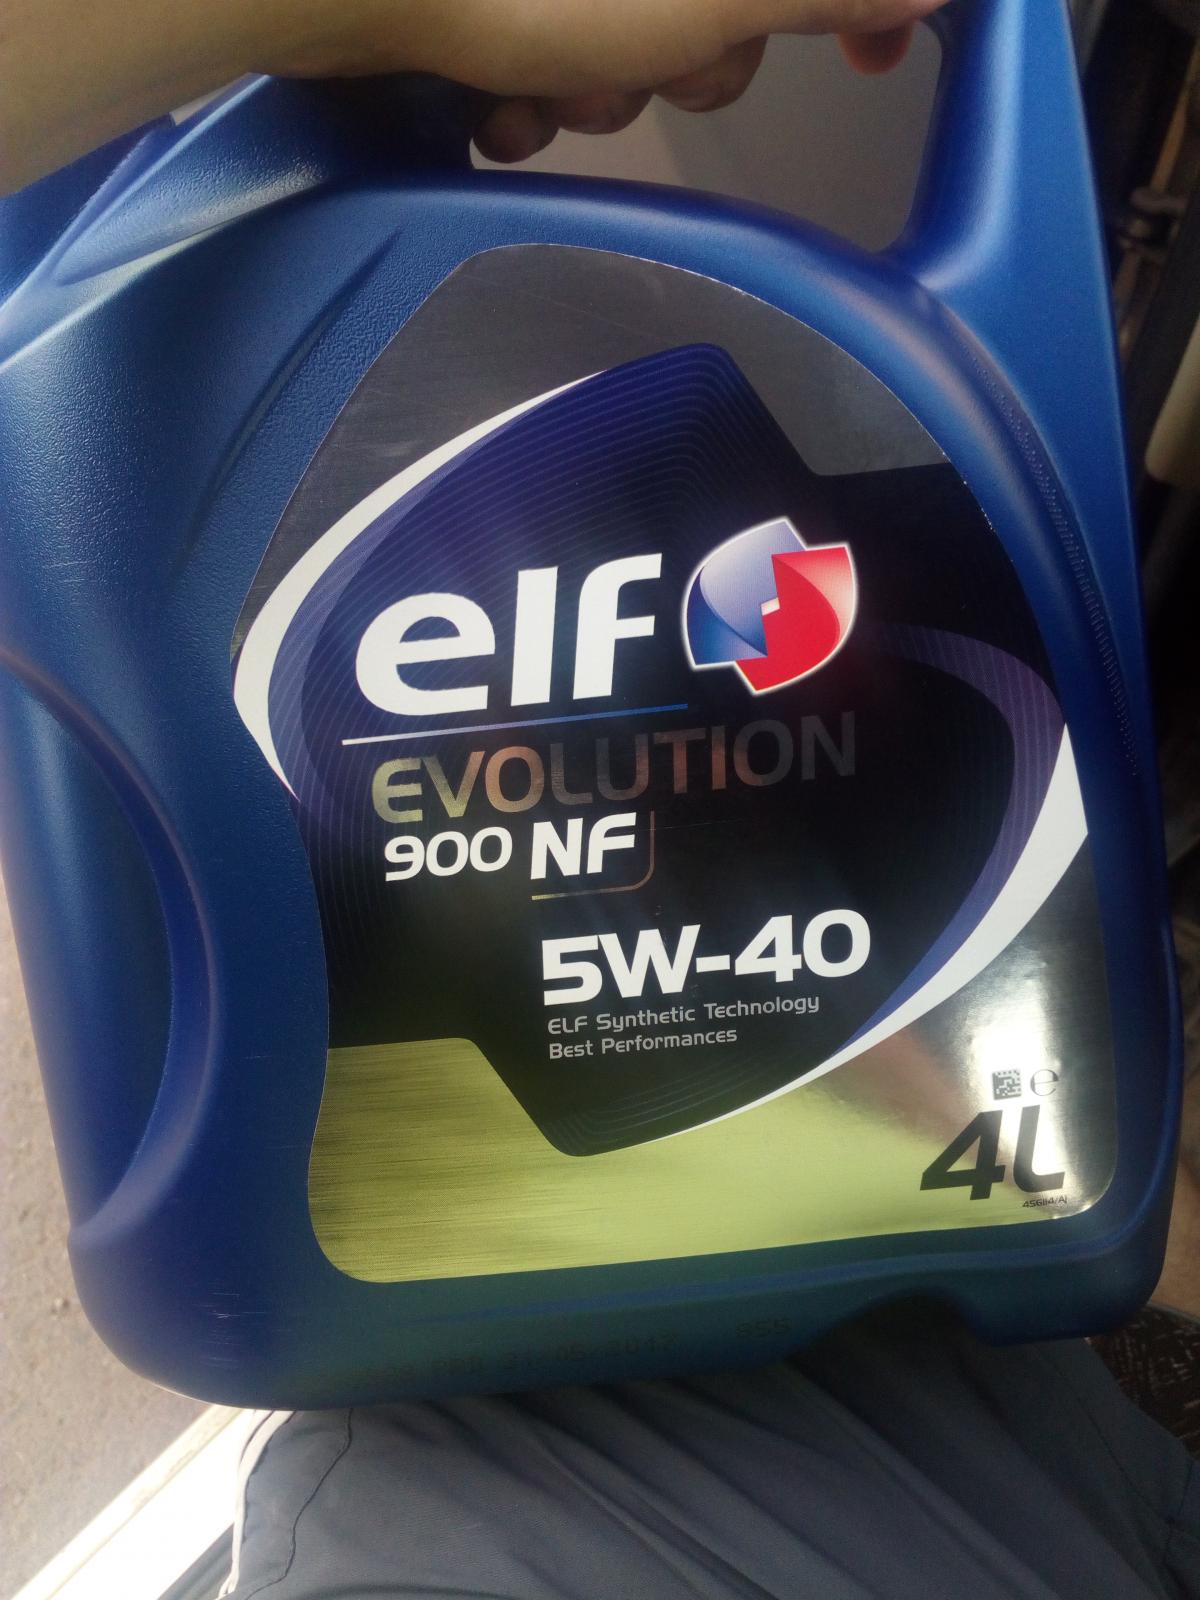 elf
EVOLUTION
900 NF
5W-40
ELF Synthetic Technology
Best Performances
e
4L